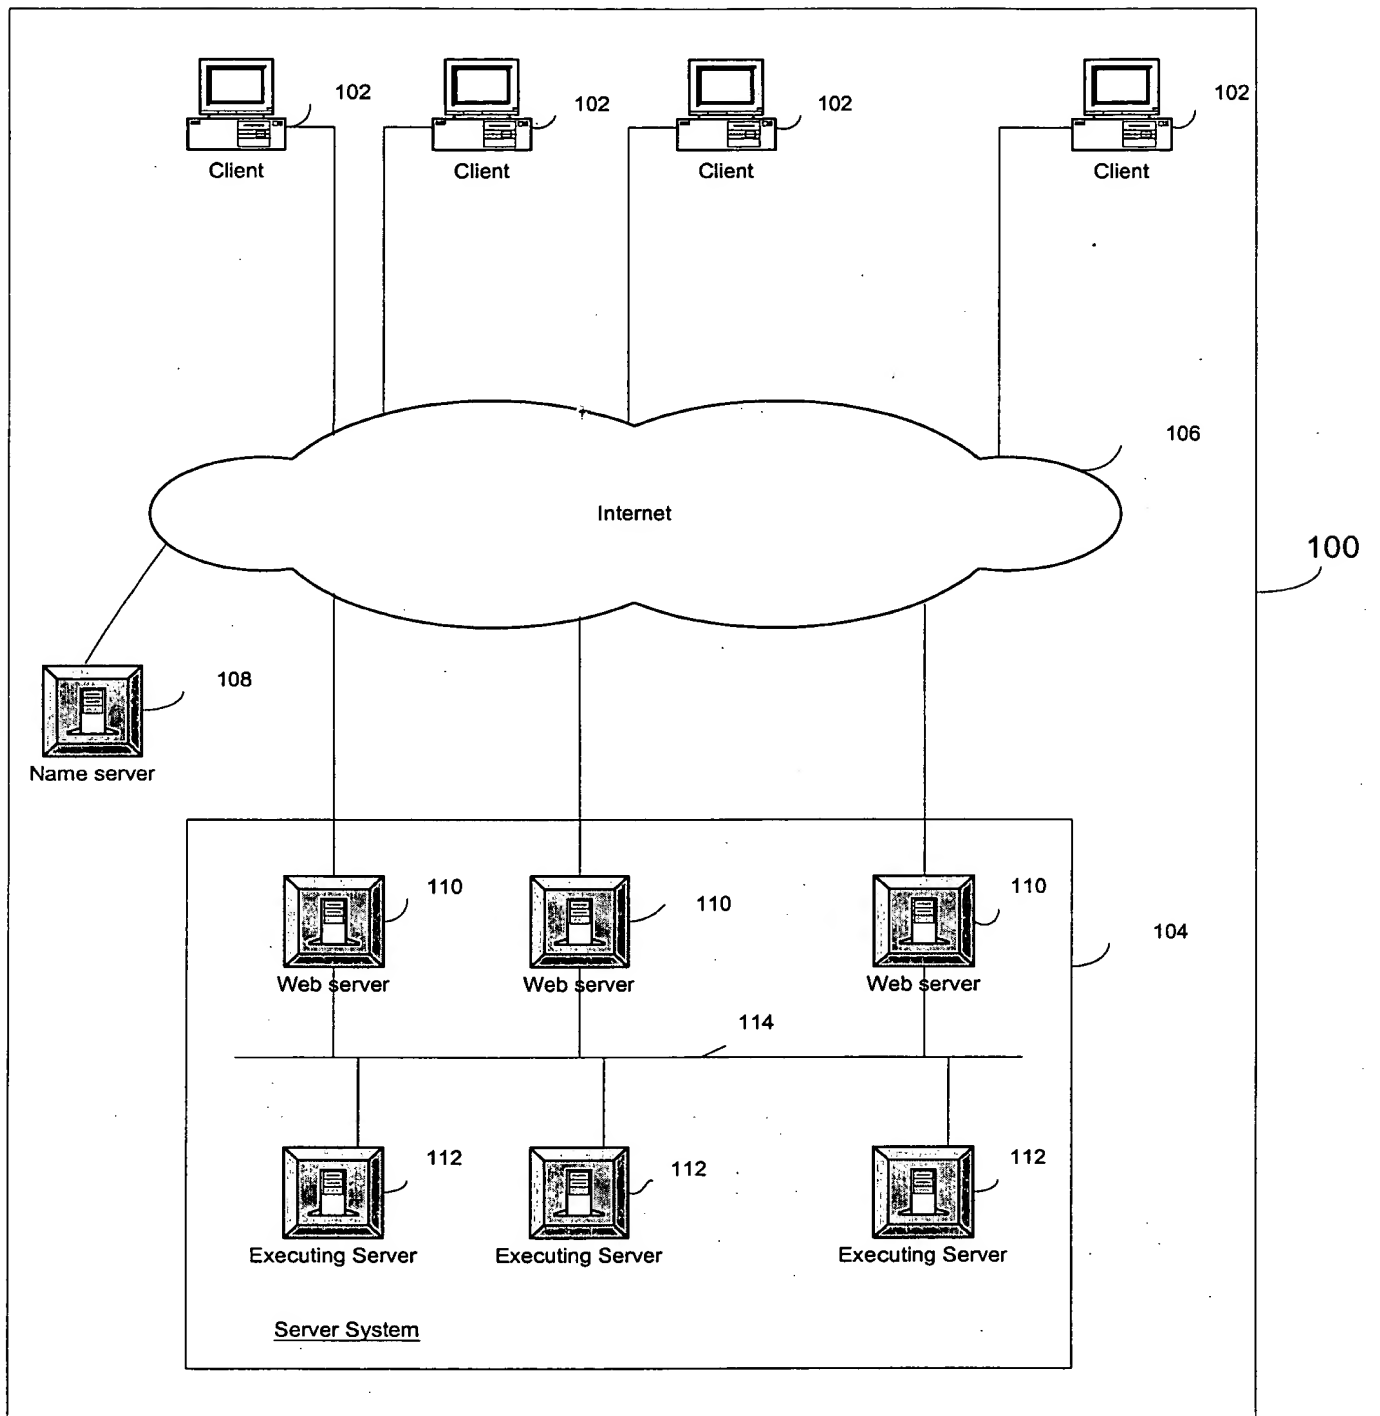 102
102
102
102
Client
Client
Client
Client
106
Internet
100
108
Name server
110
110
110
104
Web server
Web server
Web server
114
112
112
112
Executing Server
Executing Server
Executing Server
Server System